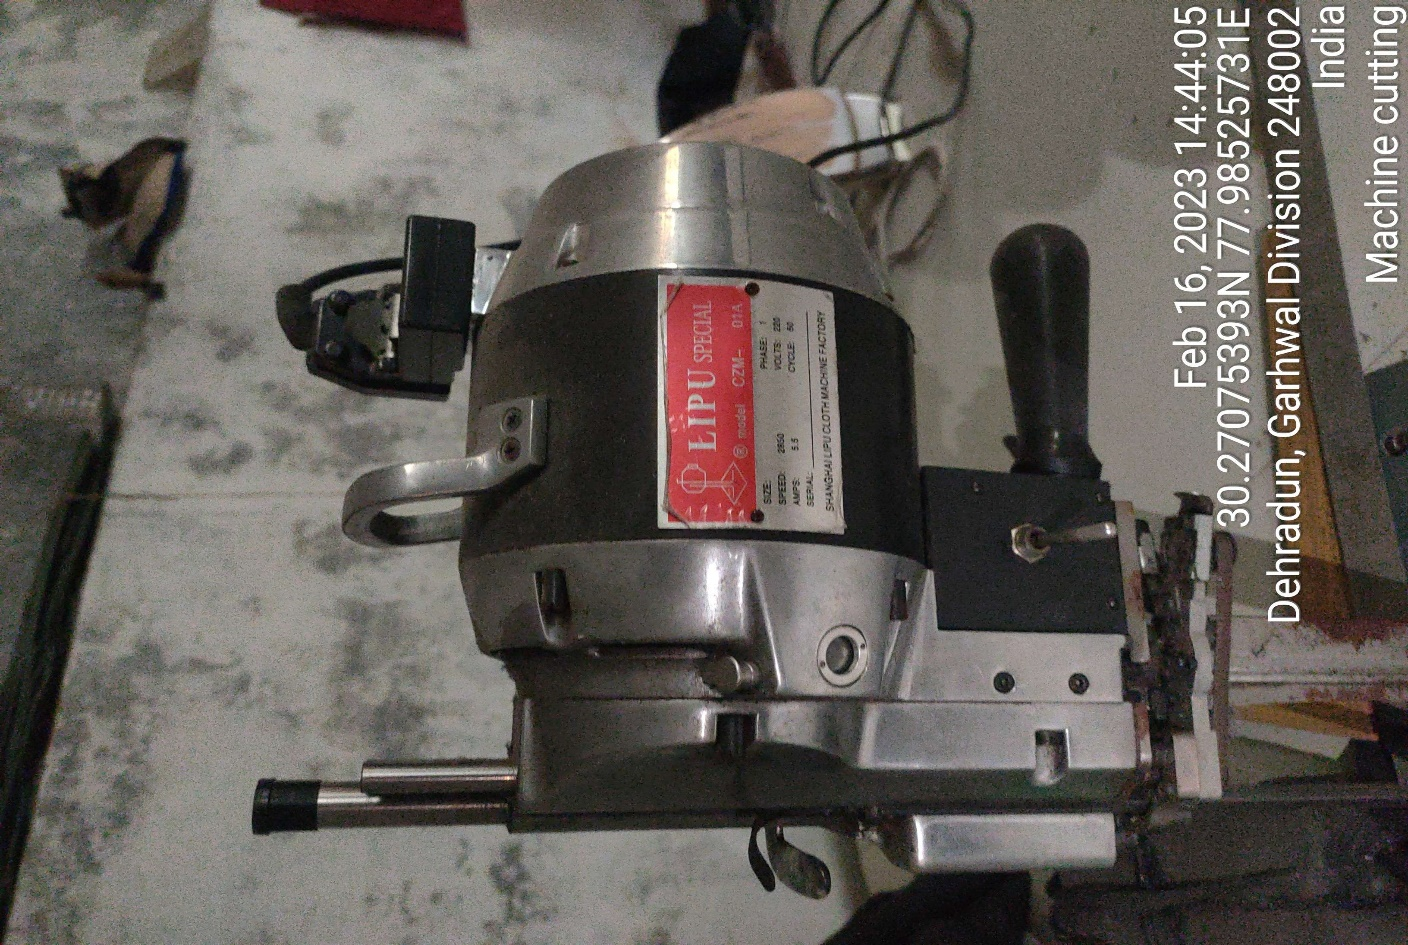 LIPU SPECIAL
® model CZM- 01A
SIZE: PHASE: 1
SPEED: 2850 VOLTS: 220
AMPS: 5.5 CYCLE: 50
SERIAL:
SHANGHAI LIPU CLOTH MACHINE FACTORY
Feb 16, 2023 14:44:05
30.27075393N 77.98525731E
Dehradun, Garhwal Division 248002
India
Machine cutting